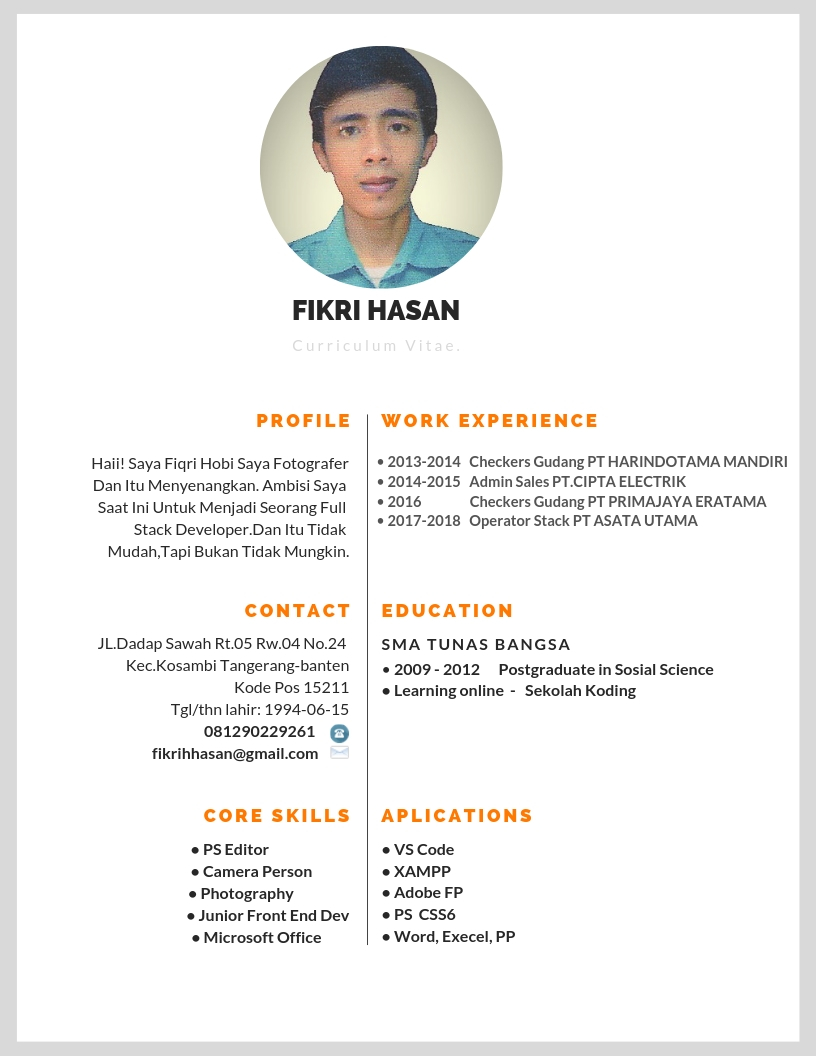 FIKRI HASAN
Curriculum Vitae.
PROFILE
Haii! Saya Fiqri Hobi Saya Fotografer
Dan Itu Menyenangkan. Ambisi Saya
Saat Ini Untuk Menjadi Seorang Full
Stack Developer.Dan Itu Tidak
Mudah,Tapi Bukan Tidak Mungkin.
WORK EXPERIENCE
• 2013-2014 Checkers Gudang PT HARINDOTAMA MANDIRI
• 2014-2015 Admin Sales PT.CIPTA ELECTRIK
• 2016 Checkers Gudang PT PRIMAJAYA ERATAMA
• 2017-2018 Operator Stack PT ASATA UTAMA
CONTACT
JL.Dadap Sawah Rt.05 Rw.04 No.24
Kec.Kosambi Tangerang-banten
Kode Pos 15211
Tgl/thn lahir: 1994-06-15
081290229261
fikrihhasan@gmail.com
EDUCATION
SMA TUNAS BANGSA
• 2009 - 2012 Postgraduate in Sosial Science
• Learning online - Sekolah Koding
CORE SKILLS
• PS Editor
• Camera Person
• Photography
• Junior Front End Dev
• Microsoft Office
APLICATIONS
• VS Code
• XAMPP
• Adobe FP
• PS CSS6
• Word, Execel, PP